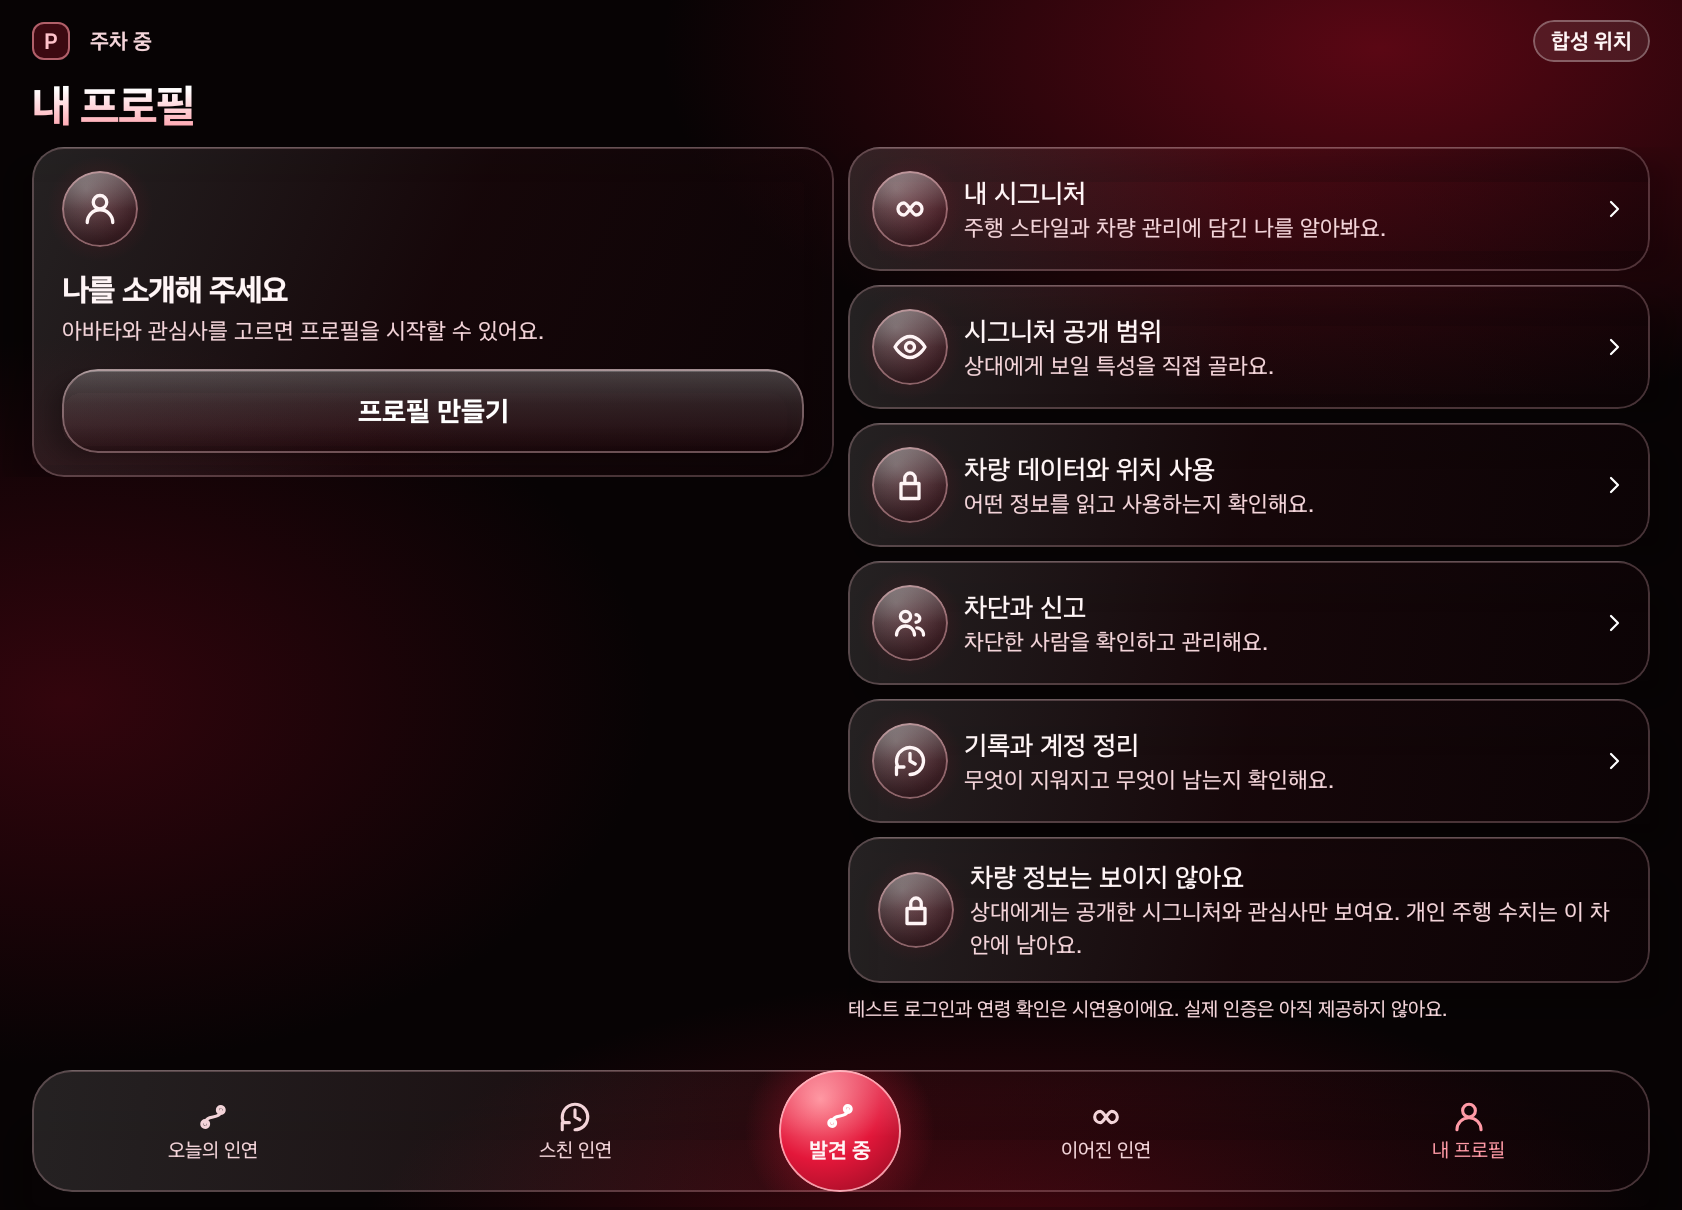 P 주차 중
합성 위치
내 프로필
나를 소개해 주세요
아바타와 관심사를 고르면 프로필을 시작할 수 있어요.
프로필 만들기
내 시그니처
주행 스타일과 차량 관리에 담긴 나를 알아봐요.
시그니처 공개 범위
상대에게 보일 특성을 직접 골라요.
차량 데이터와 위치 사용
어떤 정보를 읽고 사용하는지 확인해요.
차단과 신고
차단한 사람을 확인하고 관리해요.
기록과 계정 정리
무엇이 지워지고 무엇이 남는지 확인해요.
차량 정보는 보이지 않아요
상대에게는 공개한 시그니처와 관심사만 보여요. 개인 주행 수치는 이 차
안에 남아요.
테스트 로그인과 연령 확인은 시연용이에요. 실제 인증은 아직 제공하지 않아요.
오늘의 인연
스친 인연
발견 중
이어진 인연
내 프로필